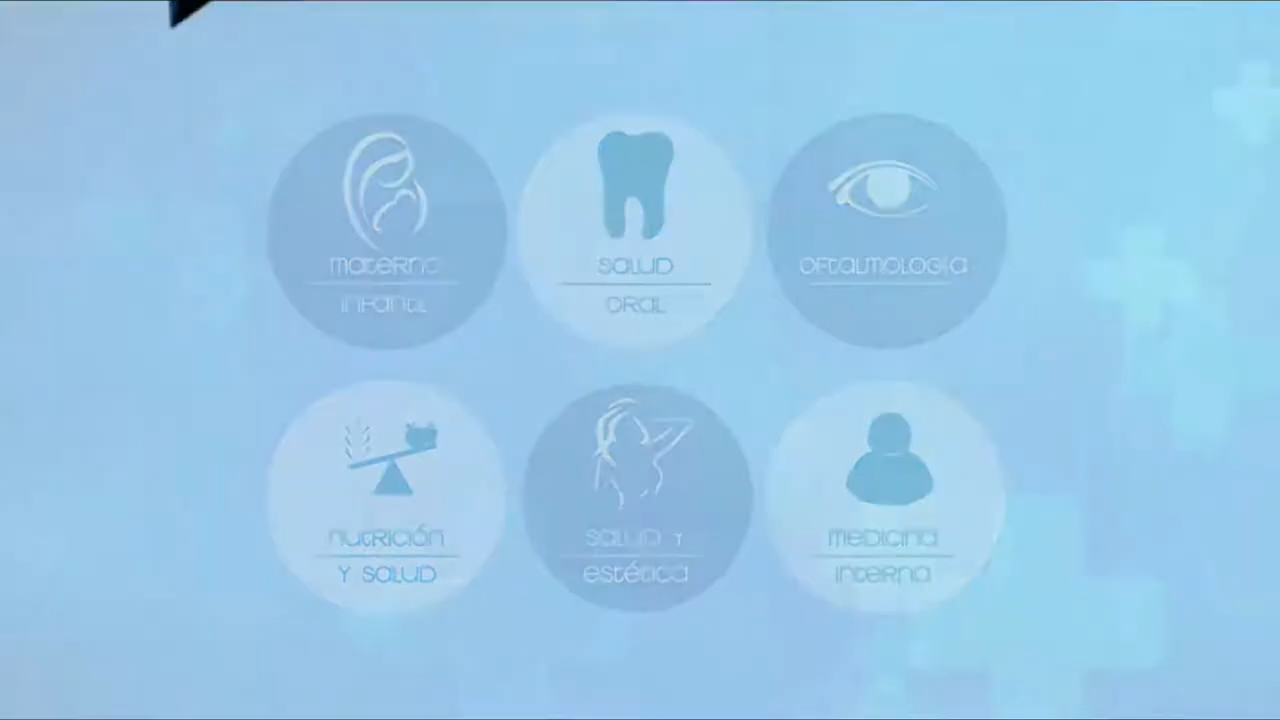 materno
infantil
SALUD
ORAL
oftalmología
nutrición
Y SALUD
SALUD Y
estética
medicina
interna